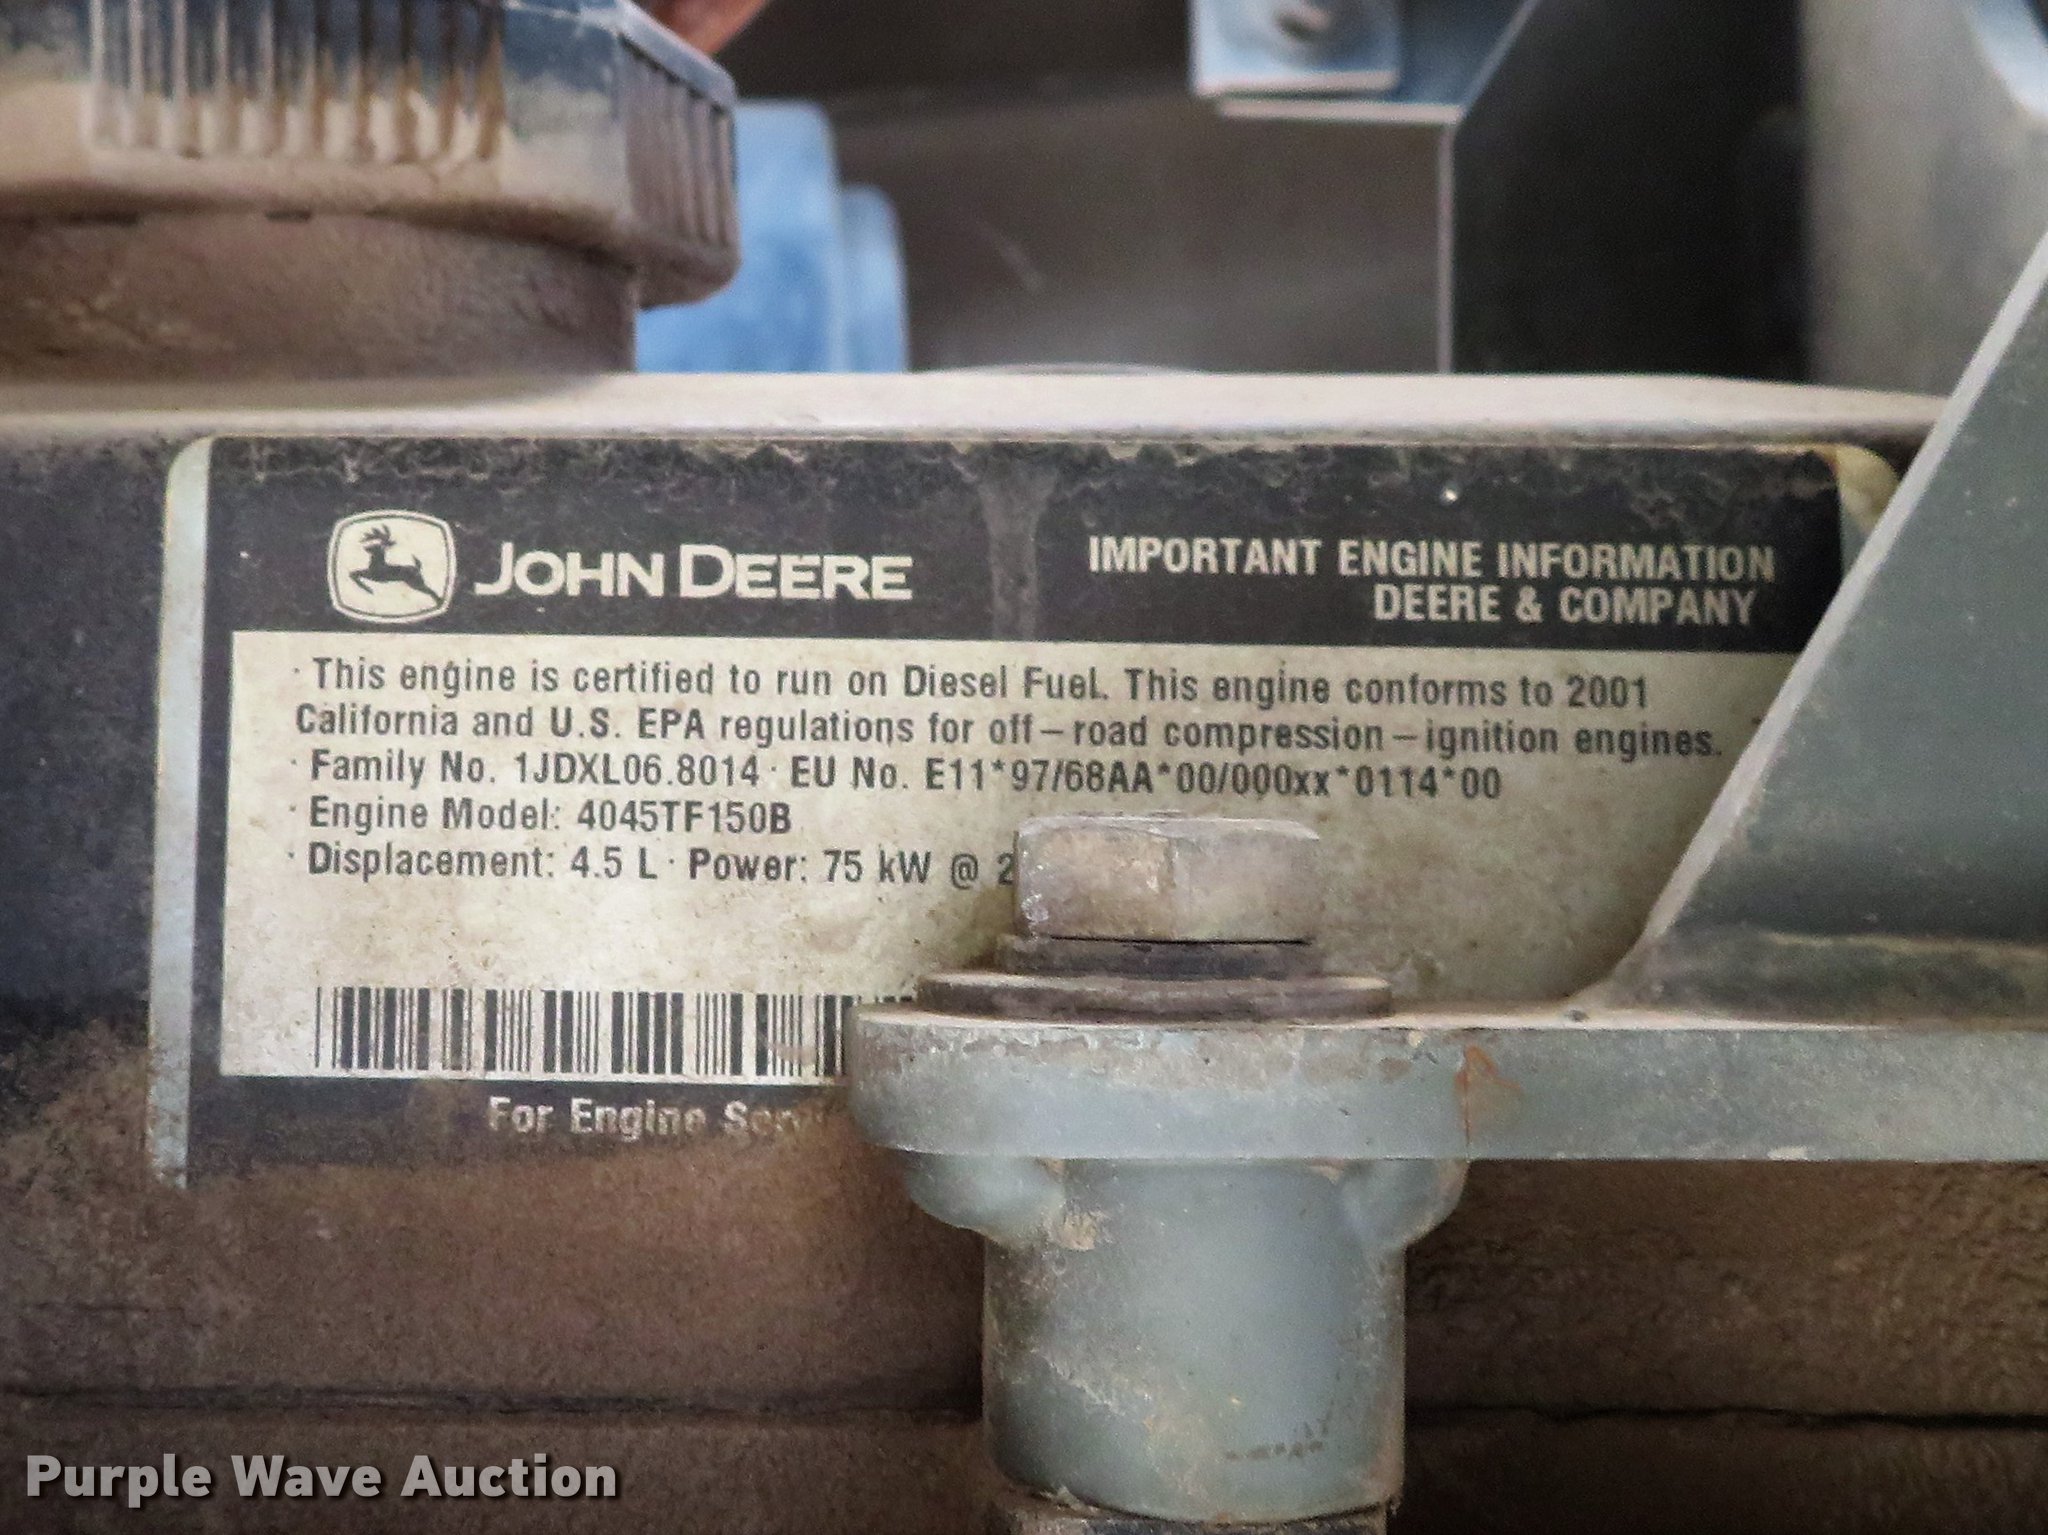 JOHN DEERE
IMPORTANT ENGINE INFORMATION
DEERE & COMPANY
· This engine is certified to run on Diesel Fuel. This engine conforms to 2001
California and U.S. EPA regulations for off-road compression-ignition engines.
· Family No. 1JDXL06.8014 · EU No. E11*97/68AA*00/000xx*0114*00
· Engine Model: 4045TF150B
· Displacement: 4.5 L · Power: 75 kW @ 2
For Engine
Purple Wave Auction